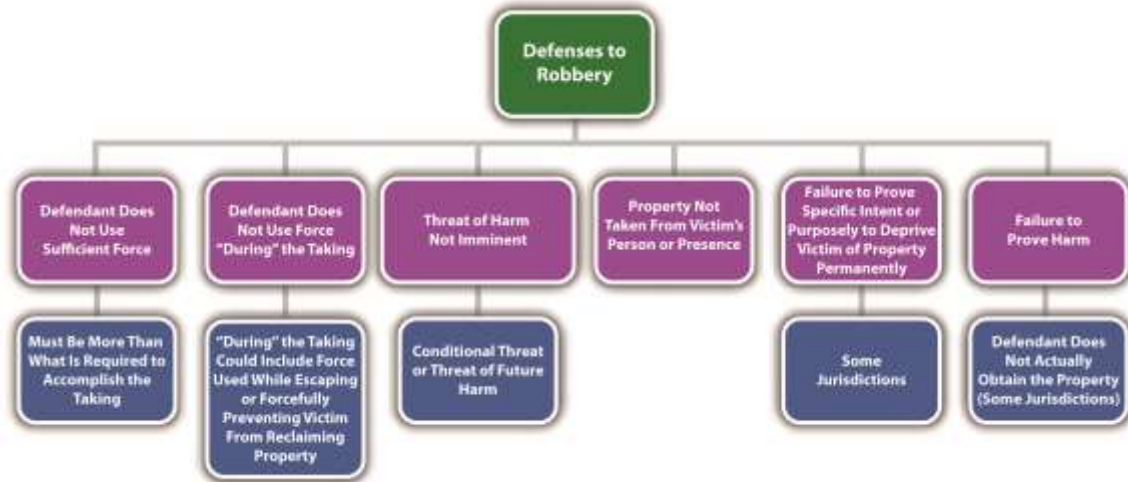 Defenses to
Robbery
Defendant Does
Not Use
Sufficient Force
Defendant Does
Not Use Force
“During” the Taking
Threat of Harm
Not Imminent
Property Not
Taken From Victim’s
Person or Presence
Failure to Prove
Specific Intent or
Purposely to Deprive
Victim of Property
Permanently
Failure to
Prove Harm
Must Be More Than
What Is Required to
Accomplish the
Taking
“During” the Taking
Could Include Force
Used While Escaping
or Forcefully
Preventing Victim
From Reclaiming
Property
Conditional Threat
or Threat of Future
Harm
Some
Jurisdictions
Defendant Does
Not Actually
Obtain the Property
(Some Jurisdictions)